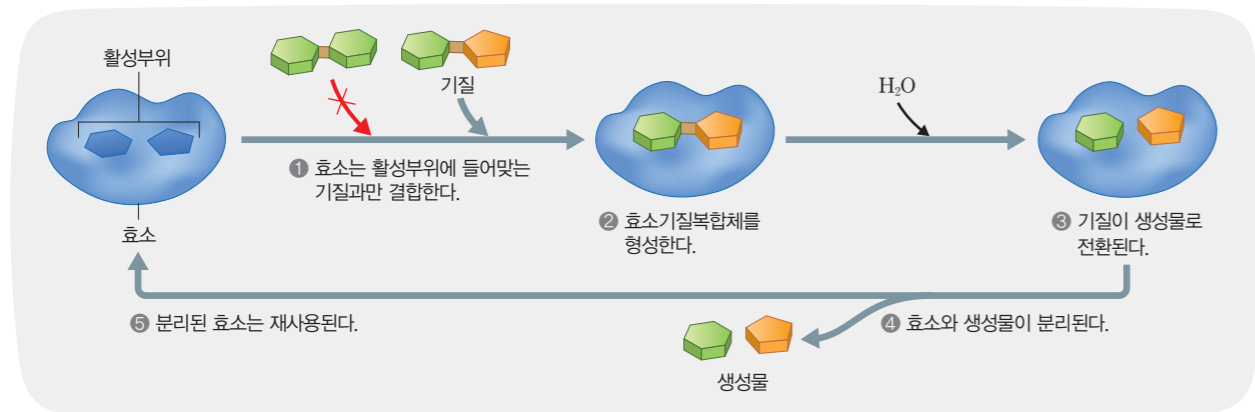 활성부위
기질
H₂O
❶ 효소는 활성부위에 들어맞는
기질과만 결합한다.
효소
❷ 효소기질복합체를
형성한다.
❸ 기질이 생성물로
전환된다.
❺ 분리된 효소는 재사용된다.
❹ 효소와 생성물이 분리된다.
생성물